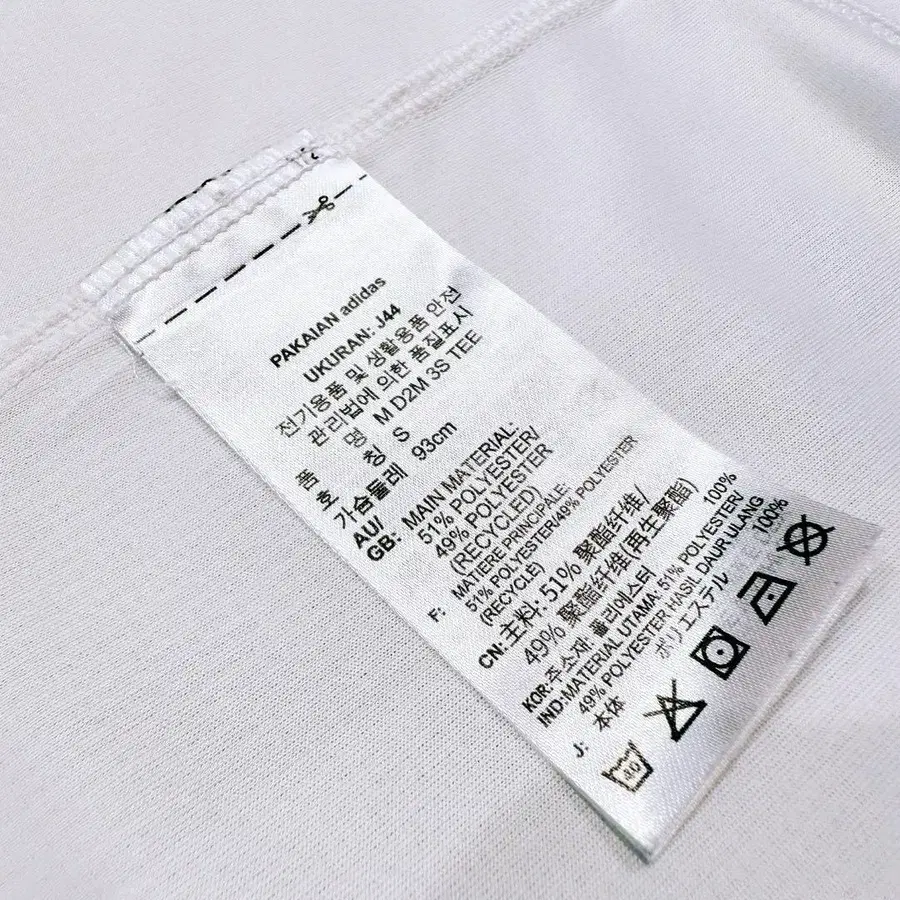 PAKAIAN adidas
UKURAN: J44
전기용품 및 생활용품 안전
관리법에 의한 품질표시
품 명 M D2M 3S TEE
호 칭 S
가슴둘레 93cm
AU/
GB: MAIN MATERIAL:
51% POLYESTER/
49% POLYESTER
(RECYCLED)
F: MATIERE PRINCIPALE:
51% POLYESTER/49% POLYESTER
(RECYCLÉ)
CN: 主料: 51% 聚酯纤维/
49% 聚酯纤维(再生聚酯)
KOR: 주소재: 폴리에스터 100%
IND: MATERIAL UTAMA: 51% POLYESTER/
49% POLYESTER HASIL DAUR ULANG
J: 本体 ポリエステル 100%
40